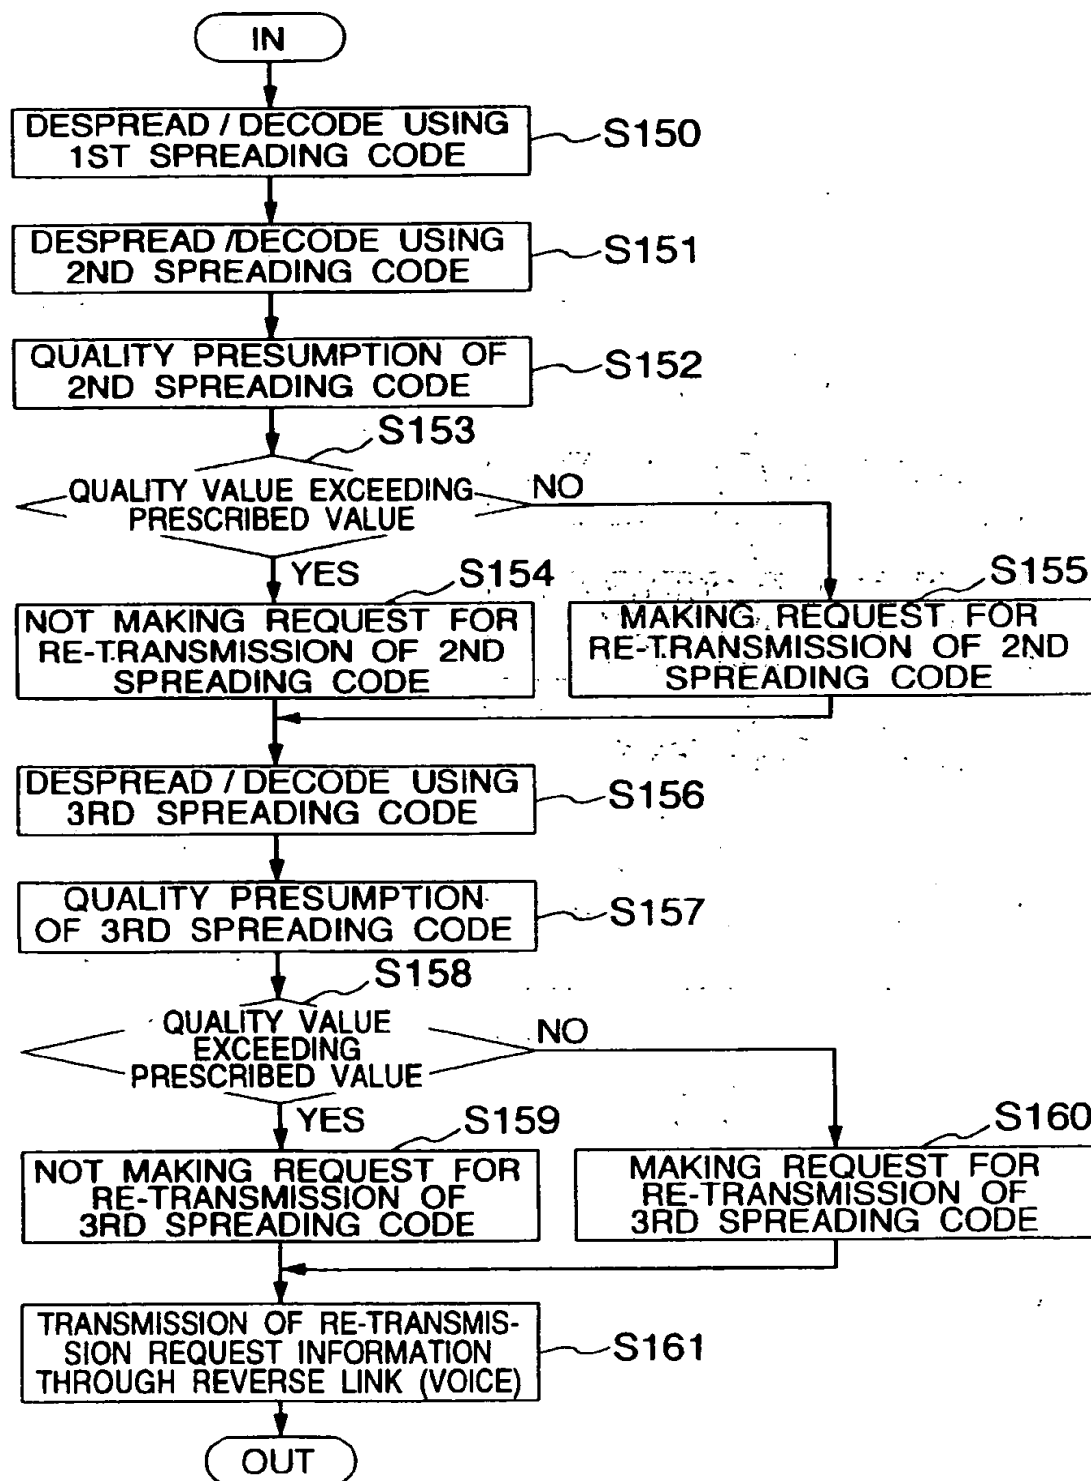 IN
DESPREAD / DECODE USING
1ST SPREADING CODE
S150
DESPREAD /DECODE USING
2ND SPREADING CODE
S151
QUALITY PRESUMPTION OF
2ND SPREADING CODE
S152
S153
QUALITY VALUE EXCEEDING
PRESCRIBED VALUE
NO
YES
S154
S155
NOT MAKING REQUEST FOR
RE-TRANSMISSION OF 2ND
SPREADING CODE
MAKING REQUEST FOR
RE-TRANSMISSION OF 2ND
SPREADING CODE
DESPREAD / DECODE USING
3RD SPREADING CODE
S156
QUALITY PRESUMPTION
OF 3RD SPREADING CODE
S157
S158
QUALITY VALUE
EXCEEDING
PRESCRIBED VALUE
NO
YES
S159
S160
NOT MAKING REQUEST FOR
RE-TRANSMISSION OF
3RD SPREADING CODE
MAKING REQUEST FOR
RE-TRANSMISSION OF
3RD SPREADING CODE
TRANSMISSION OF RE-TRANSMIS-
SION REQUEST INFORMATION
THROUGH REVERSE LINK (VOICE)
S161
OUT